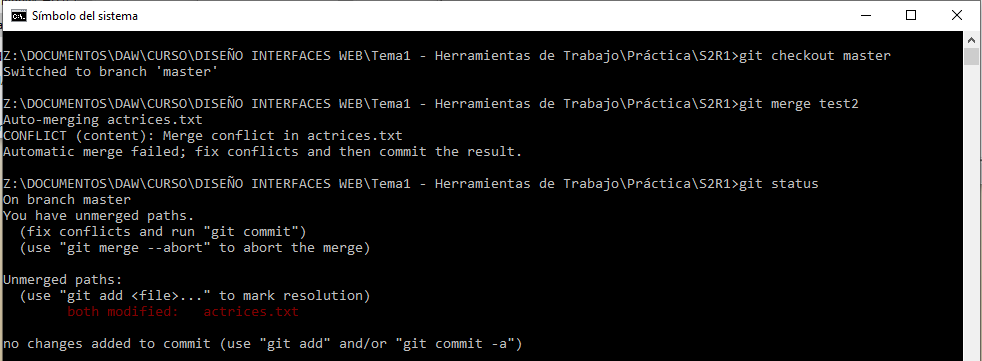 Símbolo del sistema
Z:\DOCUMENTOS\DAW\CURSO\DISEÑO INTERFACES WEB\Tema1 - Herramientas de Trabajo\Práctica\S2R1>git checkout master
Switched to branch 'master'
Z:\DOCUMENTOS\DAW\CURSO\DISEÑO INTERFACES WEB\Tema1 - Herramientas de Trabajo\Práctica\S2R1>git merge test2
Auto-merging actrices.txt
CONFLICT (content): Merge conflict in actrices.txt
Automatic merge failed; fix conflicts and then commit the result.
Z:\DOCUMENTOS\DAW\CURSO\DISEÑO INTERFACES WEB\Tema1 - Herramientas de Trabajo\Práctica\S2R1>git status
On branch master
You have unmerged paths.
  (fix conflicts and run "git commit")
  (use "git merge --abort" to abort the merge)
Unmerged paths:
  (use "git add <file>..." to mark resolution)
        both modified:   actrices.txt
no changes added to commit (use "git add" and/or "git commit -a")